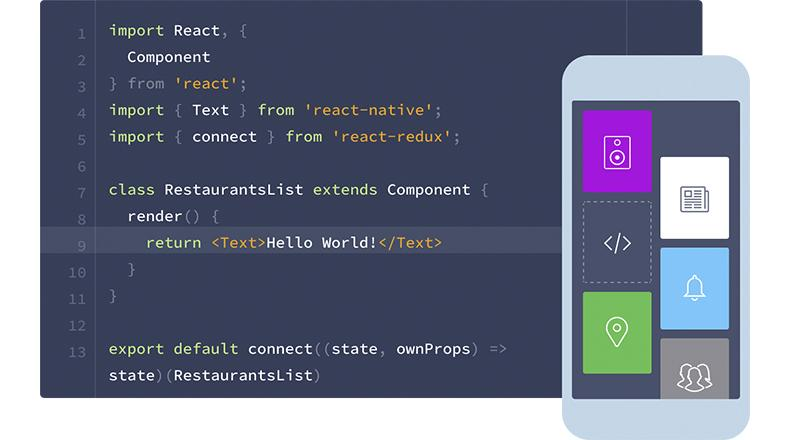 1 import React, {
2 Component
3 } from 'react';
4 import { Text } from 'react-native';
5 import { connect } from 'react-redux';
6
7 class RestaurantsList extends Component {
8 render() {
9 return <Text>Hello World!</Text>
10 }
11 }
12
13 export default connect((state, ownProps) =>
state)(RestaurantsList)
</>